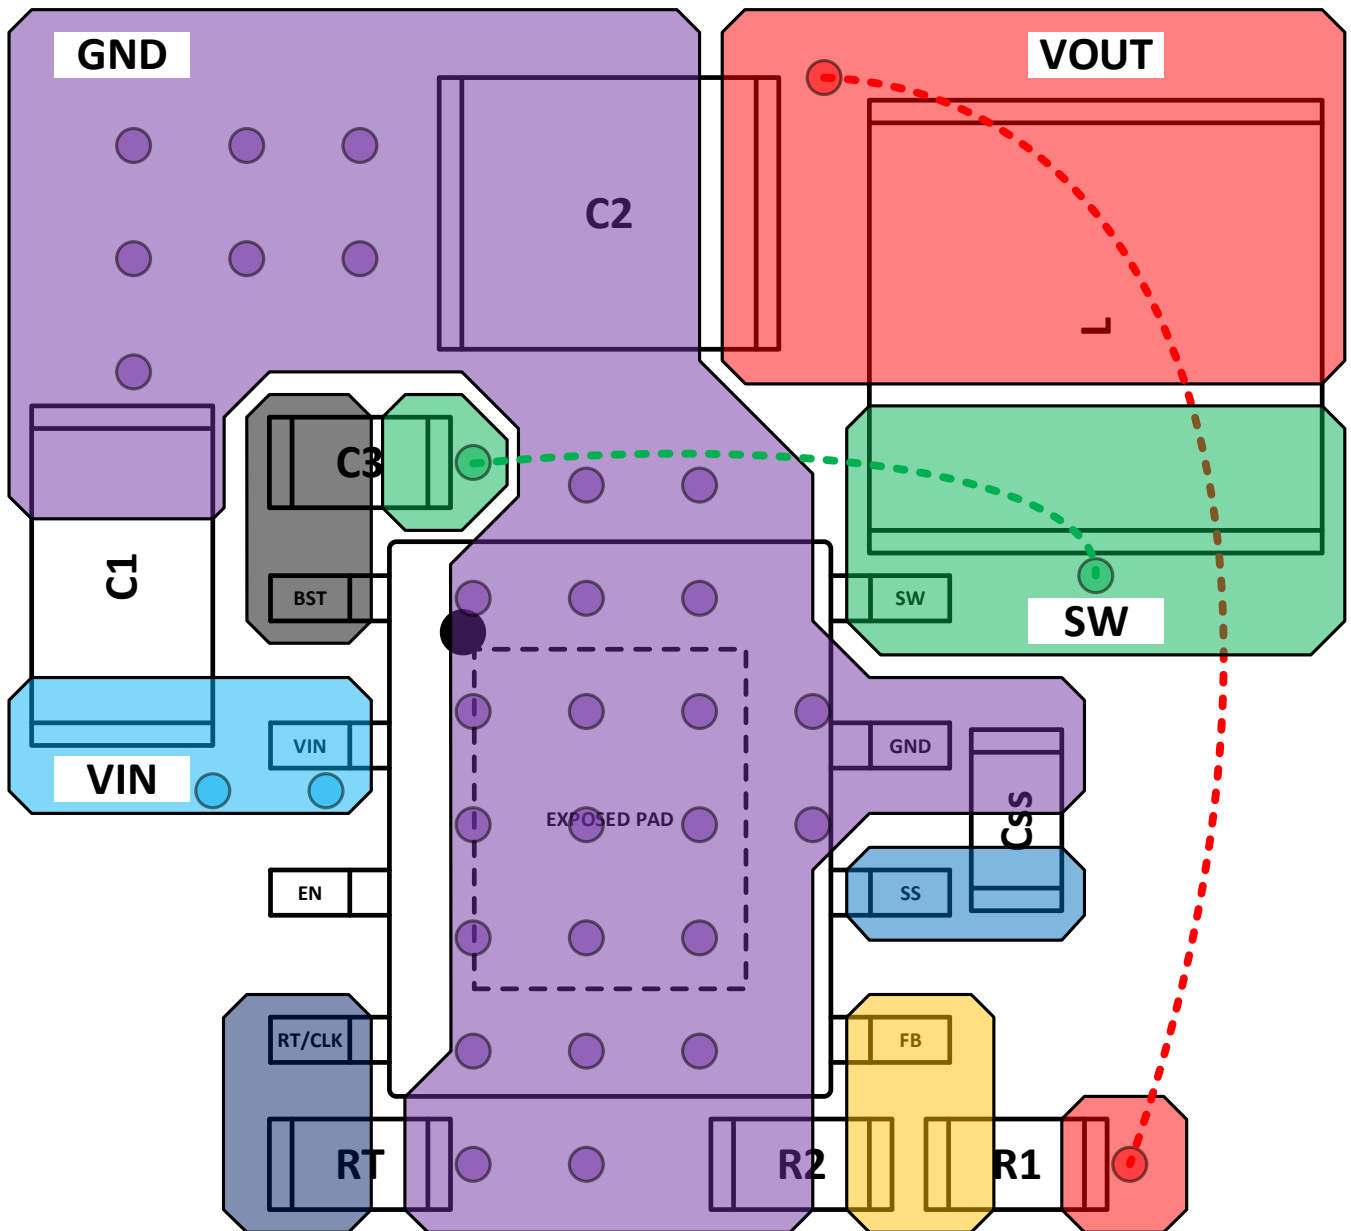 GND
VOUT
C2
L
C3
C1
BST
SW
SW
VIN
GND
VIN
Css
EXPOSED PAD
EN
SS
RT/CLK
FB
RT
R2
R1